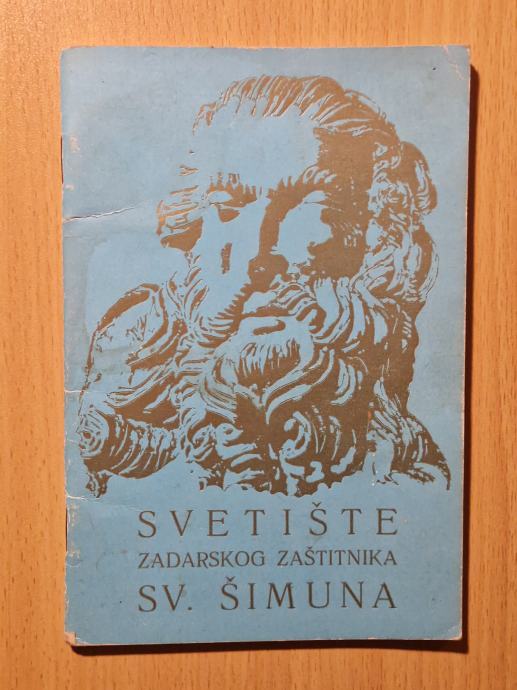 SVETIŠTE
ZADARSKOG ZAŠTITNIKA
SV. ŠIMUNA